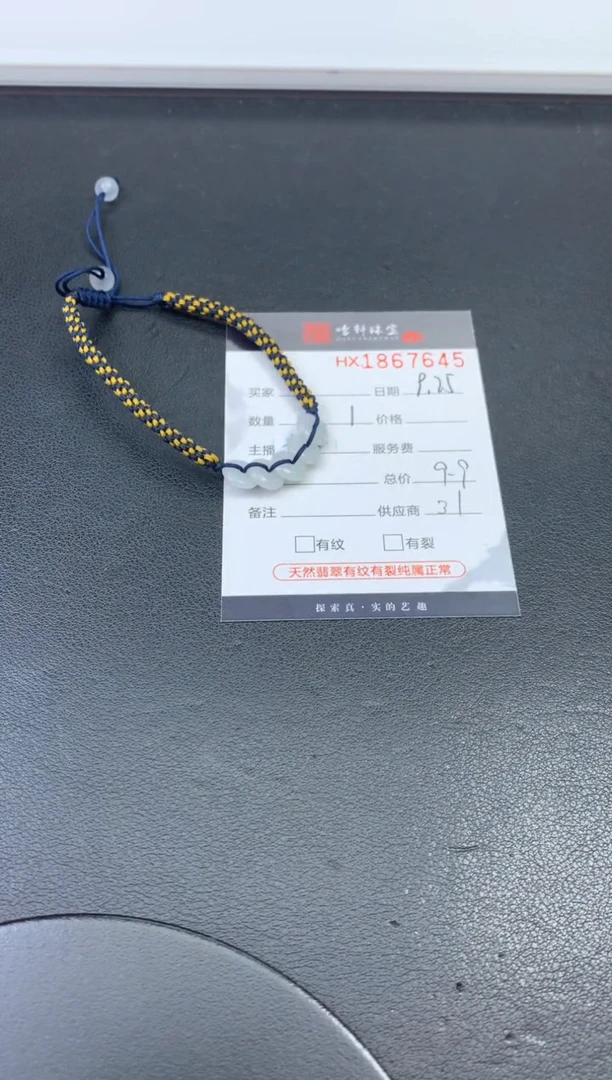 HX1867645
买家 日期 9.25
数量 1 价格
主播 服务费
总价 9.9
备注 供应商 31
有纹 有裂
天然翡翠有纹有裂纯属正常
探索真·实的艺趣